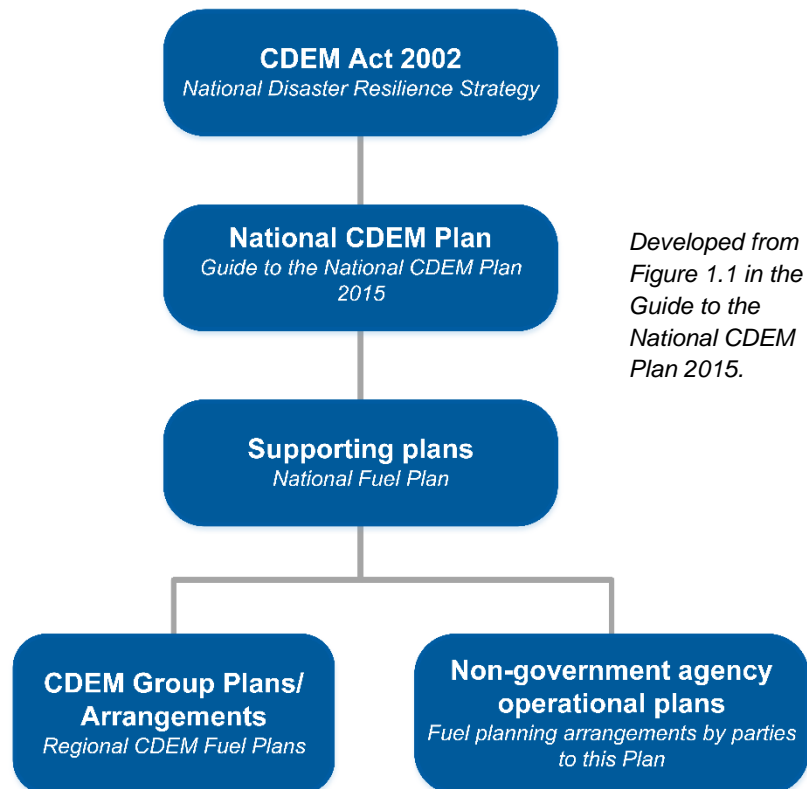 CDEM Act 2002
National Disaster Resilience Strategy
National CDEM Plan
Guide to the National CDEM Plan
2015
Developed from
Figure 1.1 in the
Guide to the
National CDEM
Plan 2015.
Supporting plans
National Fuel Plan
CDEM Group Plans/
Arrangements
Regional CDEM Fuel Plans
Non-government agency
operational plans
Fuel planning arrangements by parties
to this Plan